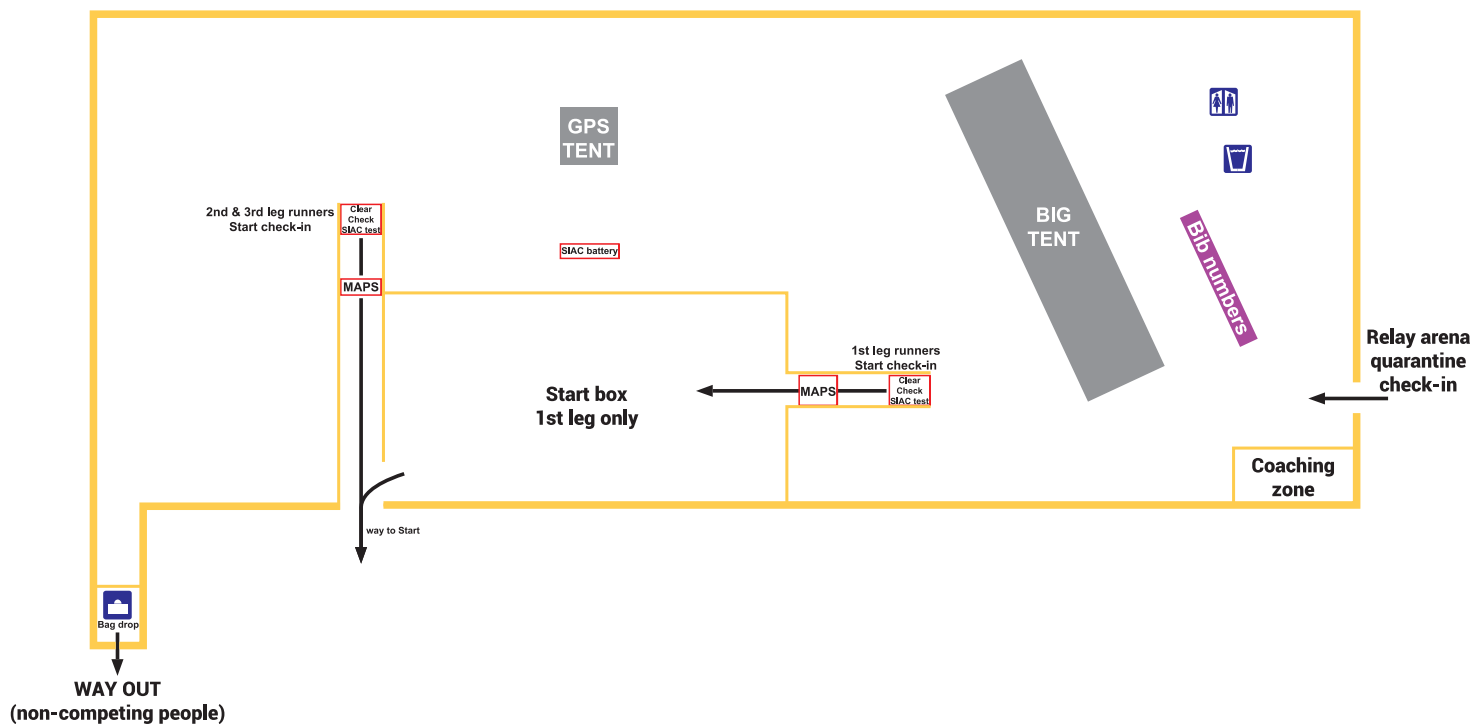 GPS
TENT
2nd & 3rd leg runners
Start check-in
Clear
Check
SIAC test
SIAC battery
MAPS
BIG
TENT
Bib numbers
Relay arena
quarantine
check-in
1st leg runners
Start check-in
MAPS
Clear
Check
SIAC test
Start box
1st leg only
Coaching
zone
way to Start
Bag drop
WAY OUT
(non-competing people)